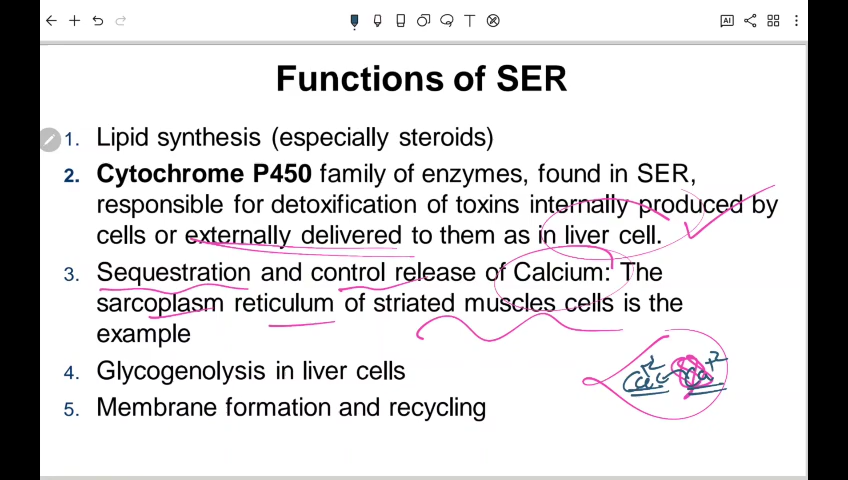 AI
T
Functions of SER
1. Lipid synthesis (especially steroids)
2. Cytochrome P450 family of enzymes, found in SER,
responsible for detoxification of toxins internally produced by
cells or externally delivered to them as in liver cell.
3. Sequestration and control release of Calcium: The
sarcoplasm reticulum of striated muscles cells is the
example
4. Glycogenolysis in liver cells
5. Membrane formation and recycling